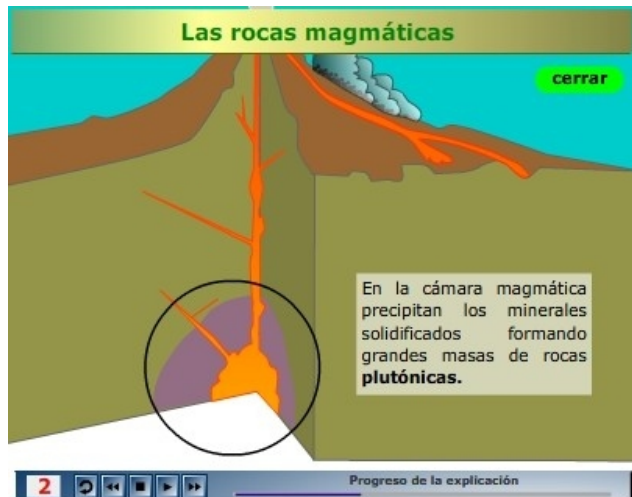 Las rocas magmáticas
cerrar
En la cámara magmática
precipitan los minerales
solidificados formando
grandes masas de rocas
plutónicas.
2
Progreso de la explicación